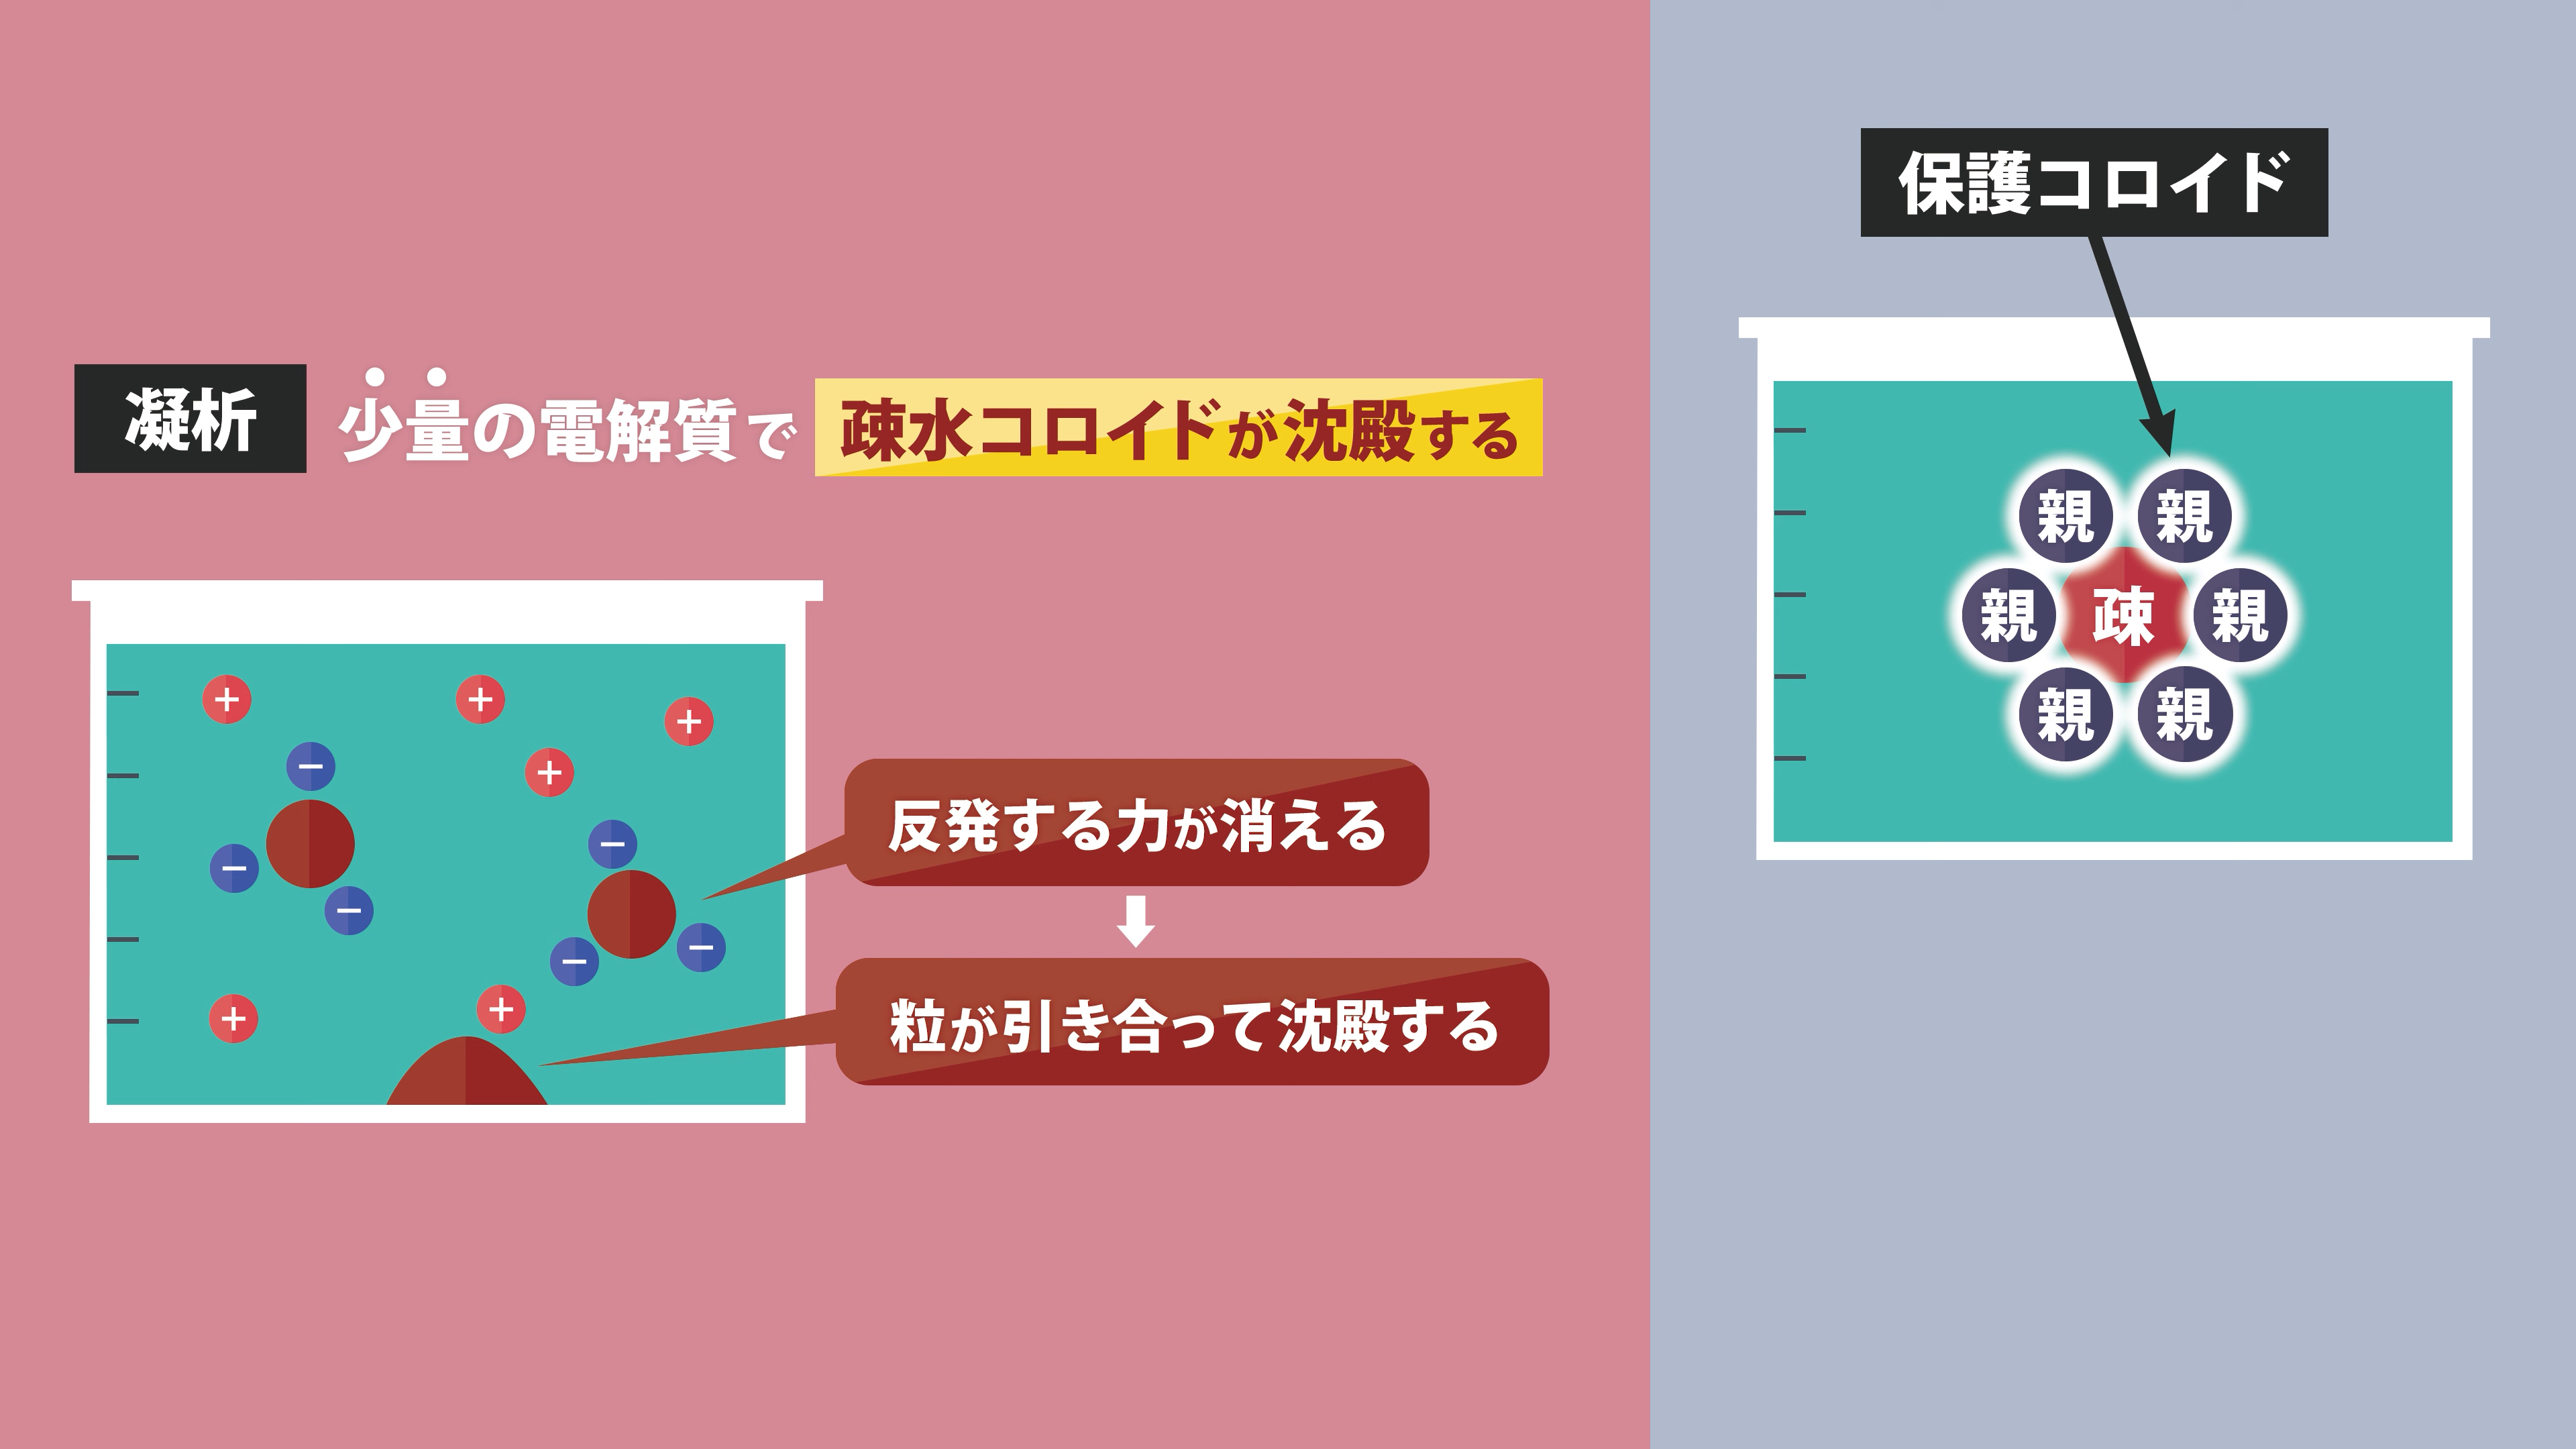 凝析
少量の電解質で
疎水コロイドが沈殿する
+
+
+
+
−
−
−
−
−
−
+
+
反発する力が消える
粒が引き合って沈殿する
保護コロイド
親 親
親 疎 親
親 親